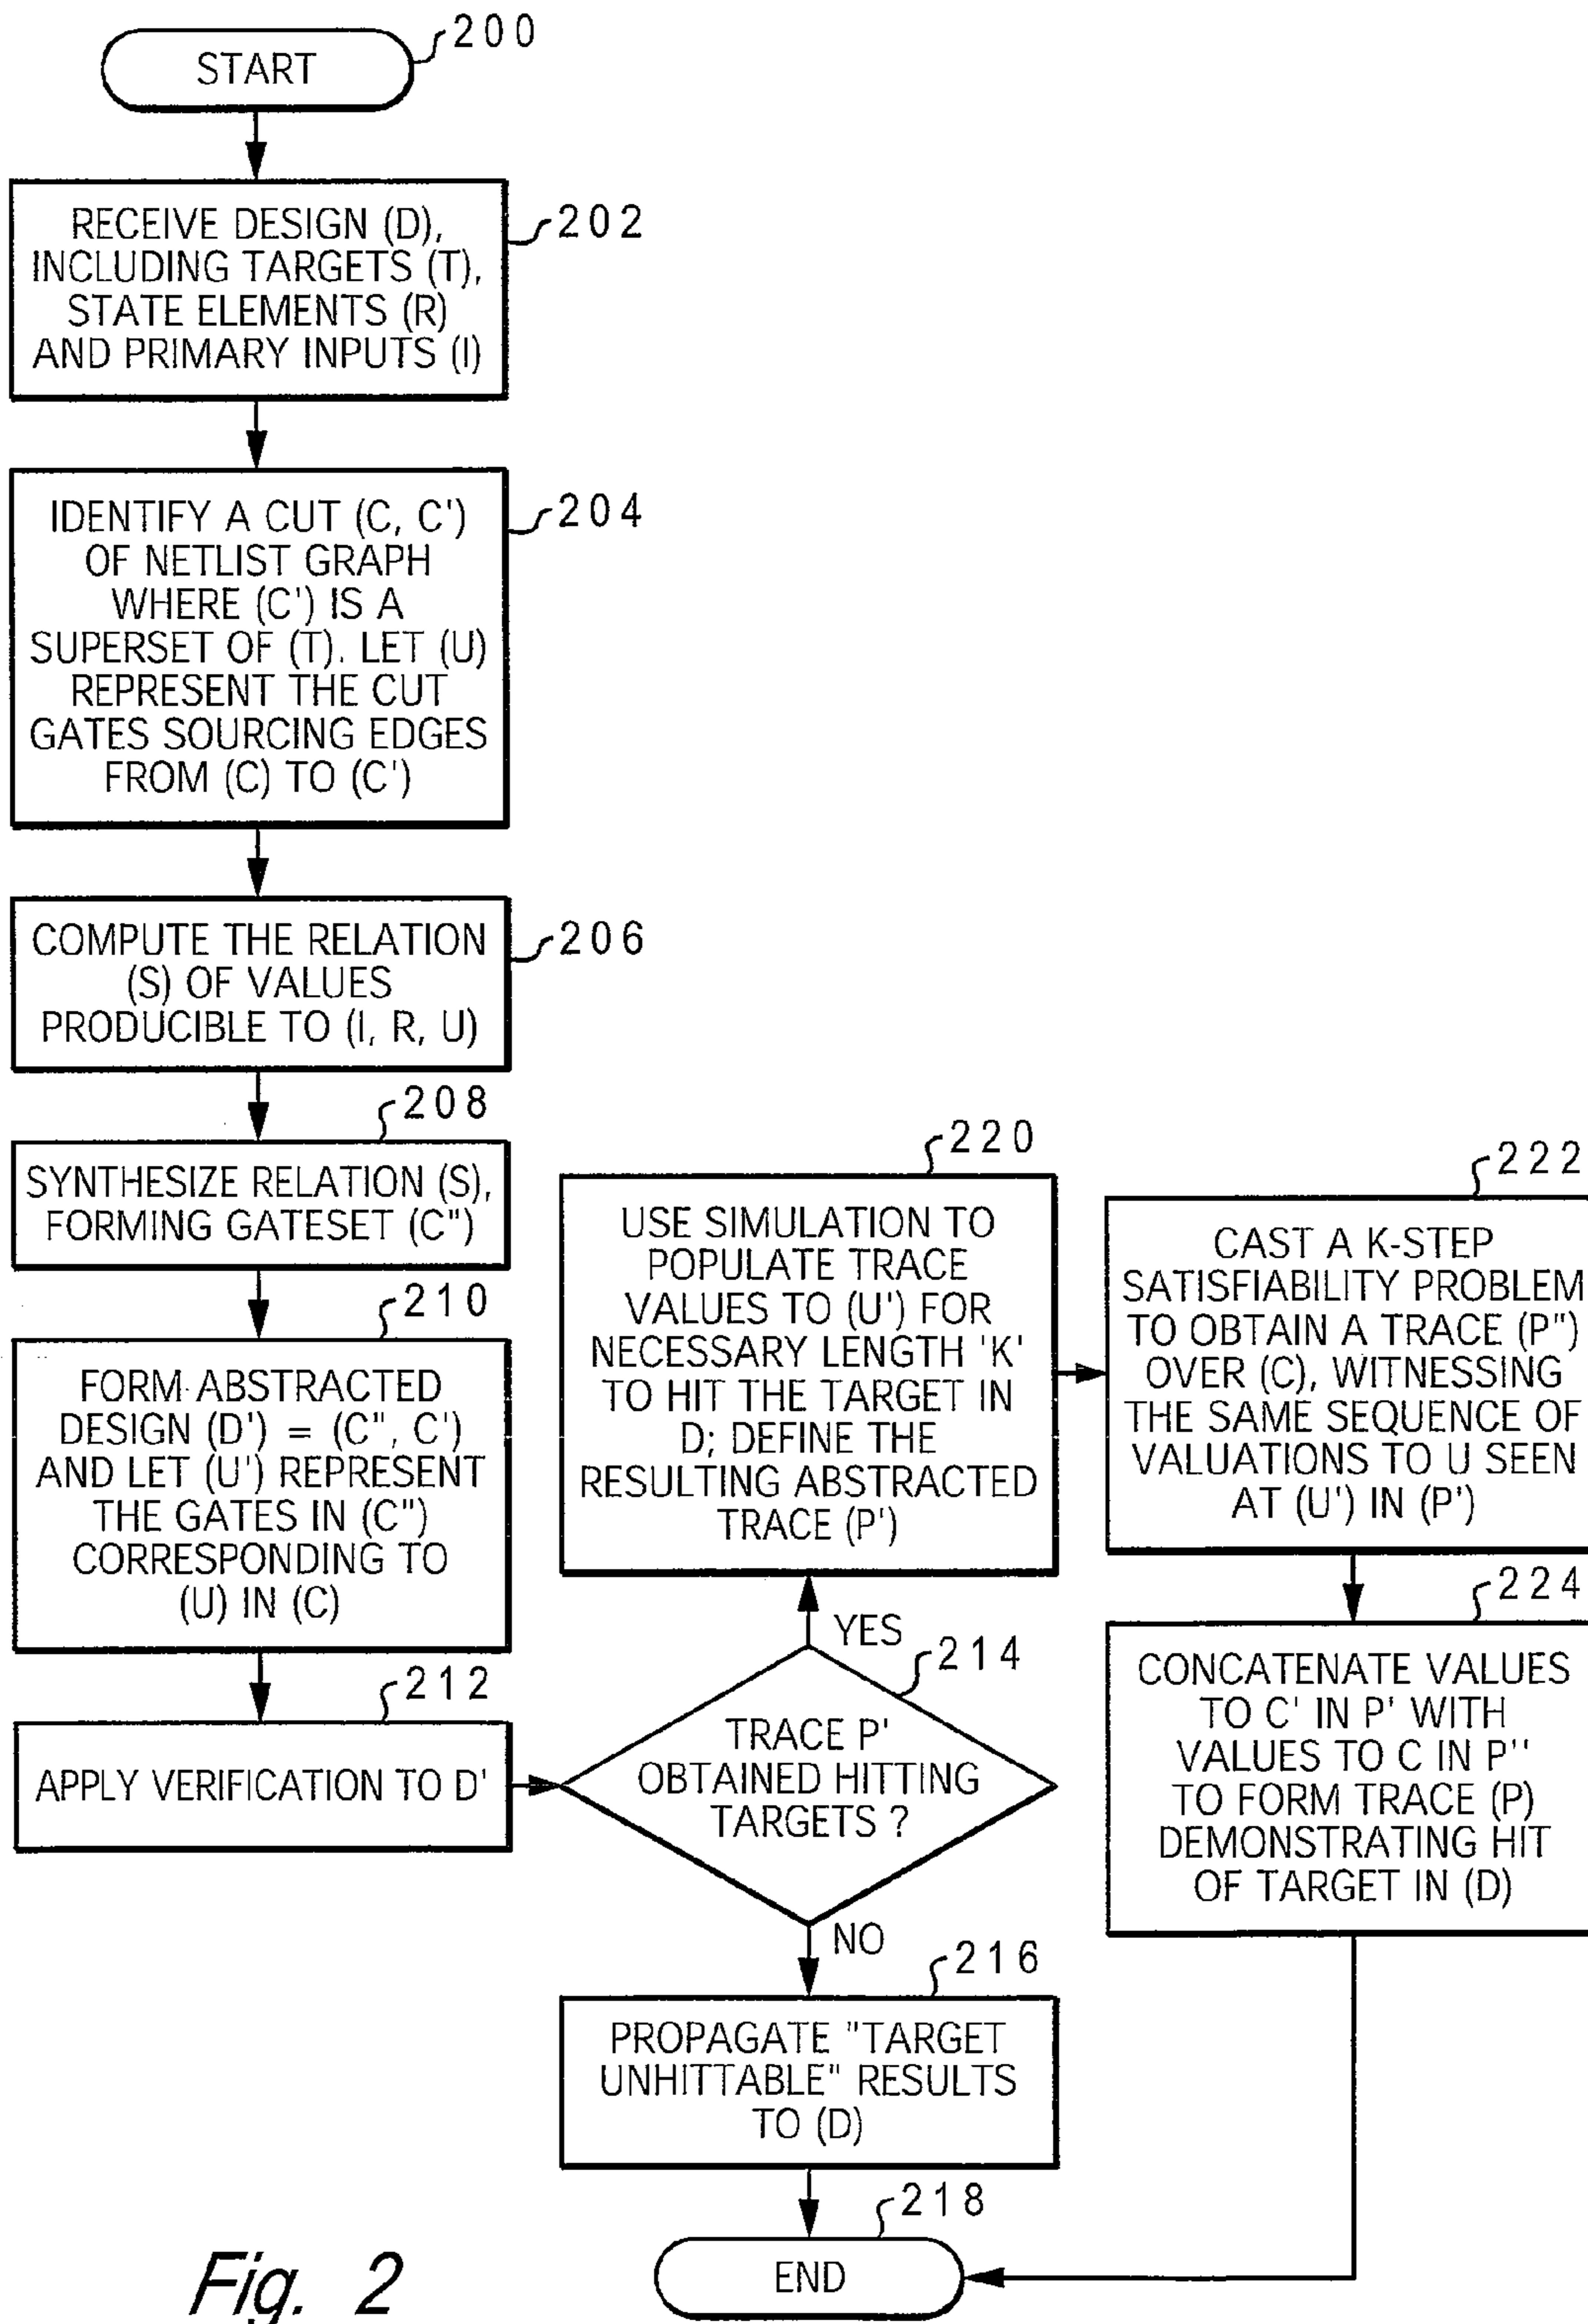 START
200
RECEIVE DESIGN (D),
INCLUDING TARGETS (T),
STATE ELEMENTS (R)
AND PRIMARY INPUTS (I)
202
IDENTIFY A CUT (C, C')
OF NETLIST GRAPH
WHERE (C') IS A
SUPERSET OF (T). LET (U)
REPRESENT THE CUT
GATES SOURCING EDGES
FROM (C) TO (C')
204
COMPUTE THE RELATION
(S) OF VALUES
PRODUCIBLE TO (I, R, U)
206
208
SYNTHESIZE RELATION (S),
FORMING GATESET (C")
210
FORM ABSTRACTED
DESIGN (D') = (C", C')
AND LET (U') REPRESENT
THE GATES IN (C")
CORRESPONDING TO
(U) IN (C)
212
APPLY VERIFICATION TO D'
214
TRACE P'
OBTAINED HITTING
TARGETS ?
YES
NO
216
PROPAGATE "TARGET
UNHITTABLE" RESULTS
TO (D)
218
END
220
USE SIMULATION TO
POPULATE TRACE
VALUES TO (U') FOR
NECESSARY LENGTH 'K'
TO HIT THE TARGET IN
D; DEFINE THE
RESULTING ABSTRACTED
TRACE (P')
222
CAST A K-STEP
SATISFIABILITY PROBLEM
TO OBTAIN A TRACE (P")
OVER (C), WITNESSING
THE SAME SEQUENCE OF
VALUATIONS TO U SEEN
AT (U') IN (P')
224
CONCATENATE VALUES
TO C' IN P' WITH
VALUES TO C IN P''
TO FORM TRACE (P)
DEMONSTRATING HIT
OF TARGET IN (D)
Fig. 2